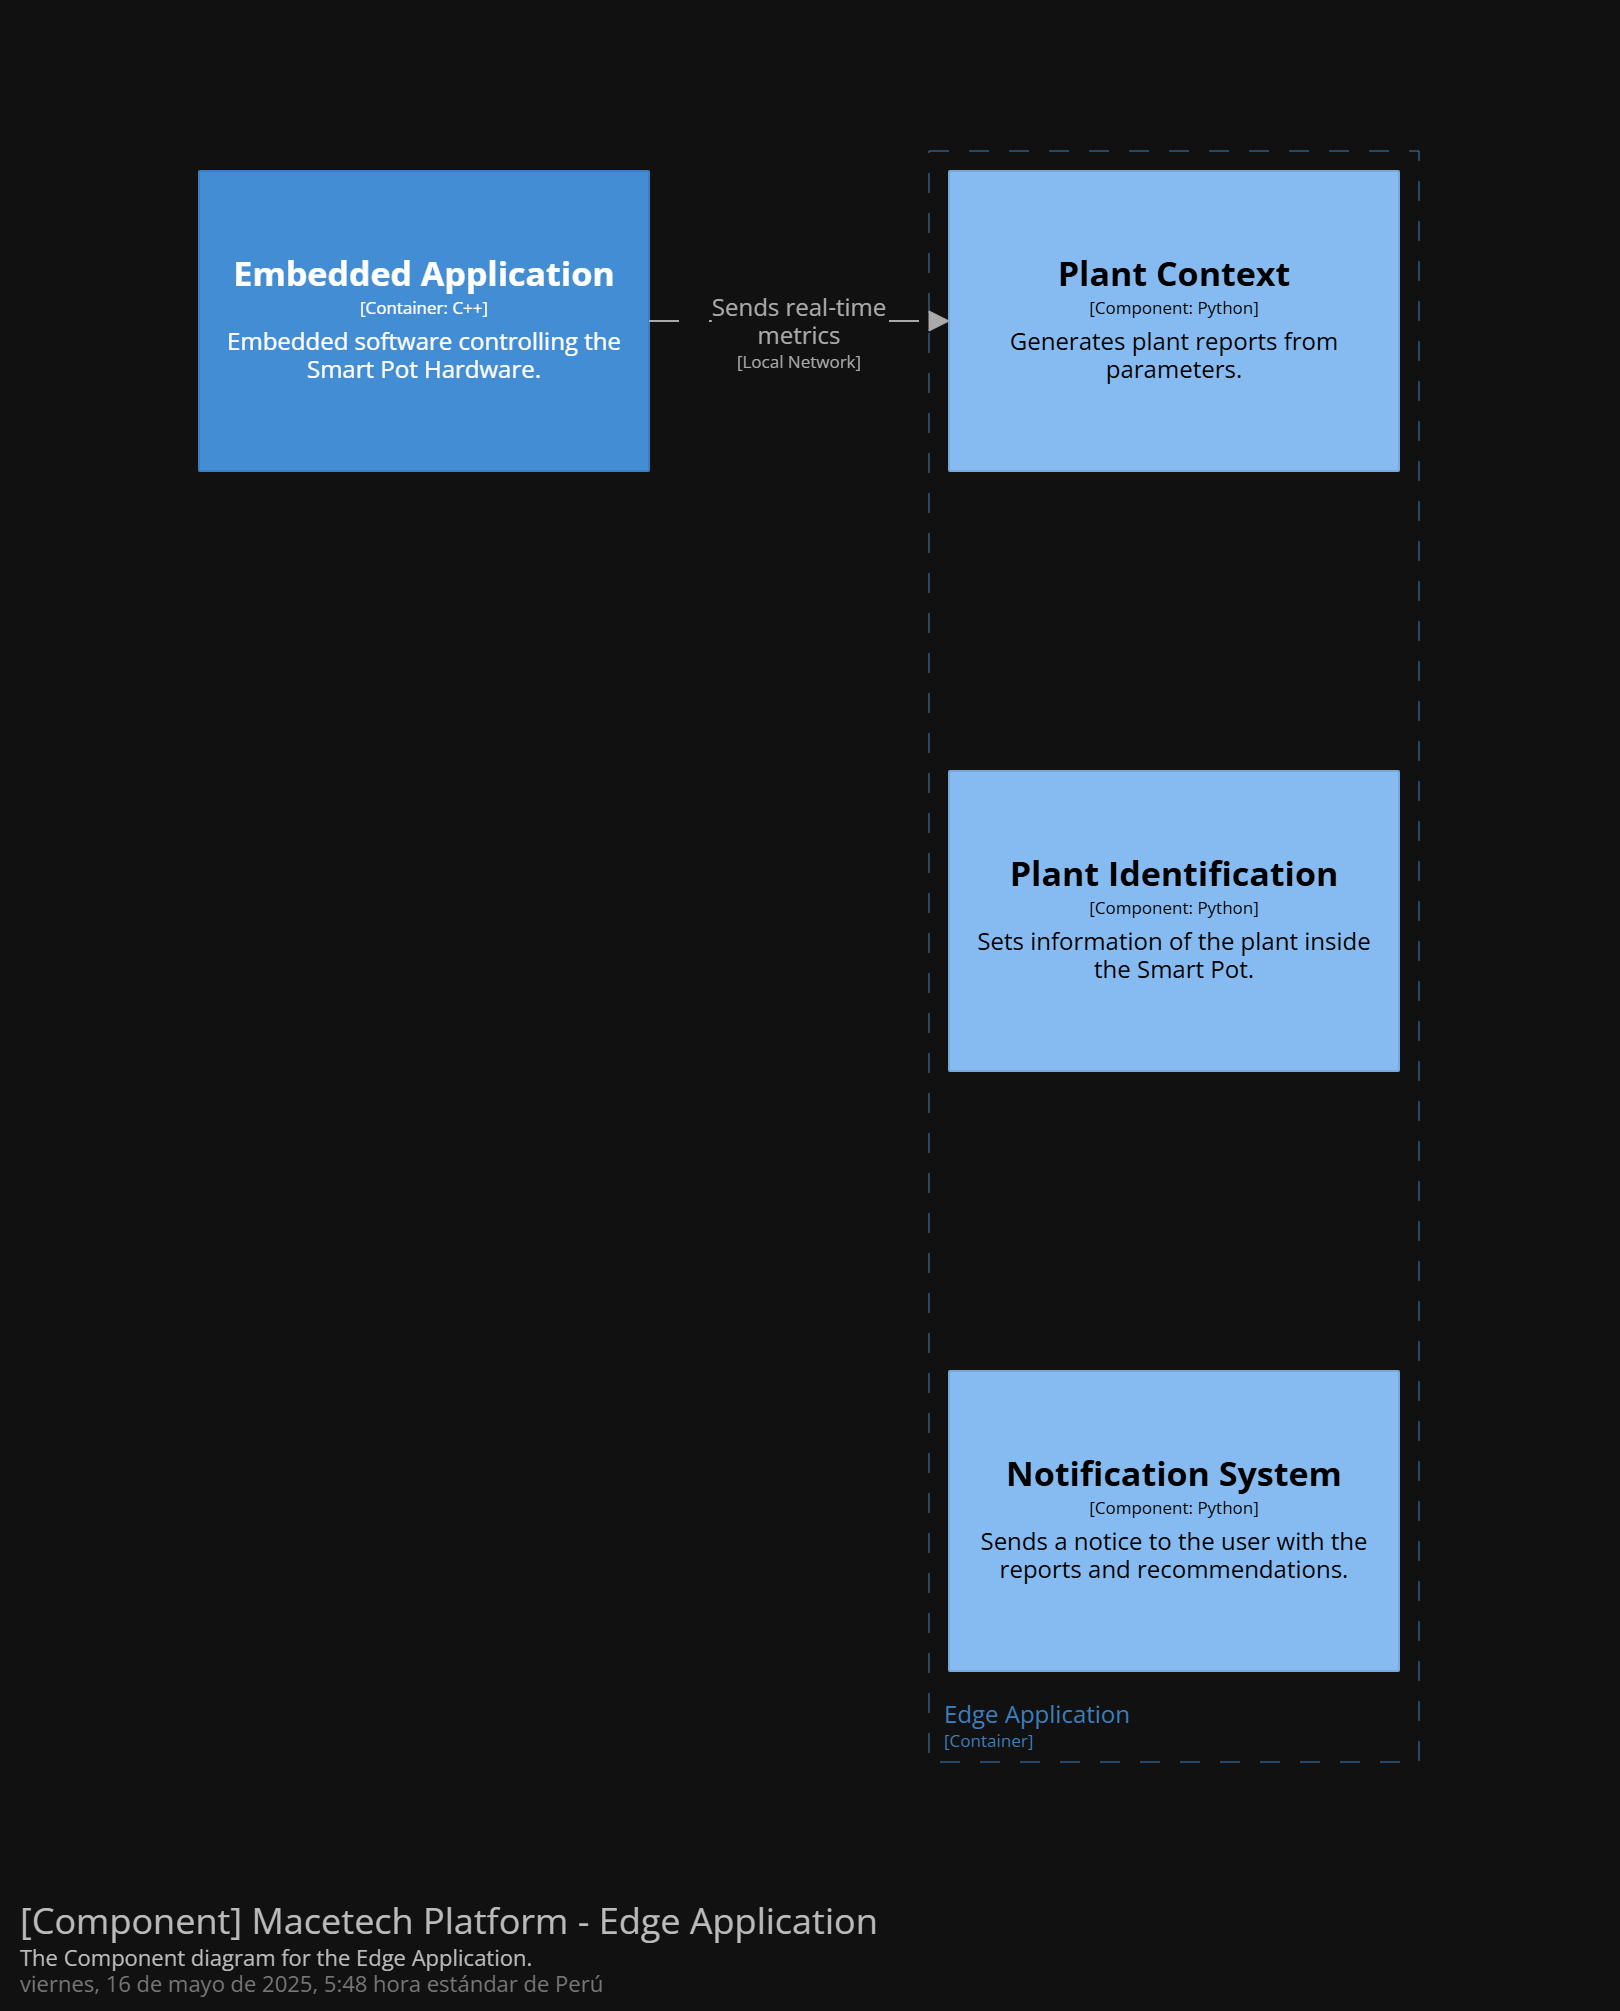 Embedded Application
[Container: C++]
Embedded software controlling the
Smart Pot Hardware.
Sends real-time
metrics
[Local Network]
Plant Context
[Component: Python]
Generates plant reports from
parameters.
Plant Identification
[Component: Python]
Sets information of the plant inside
the Smart Pot.
Notification System
[Component: Python]
Sends a notice to the user with the
reports and recommendations.
Edge Application
[Container]
[Component] Macetech Platform - Edge Application
The Component diagram for the Edge Application.
viernes, 16 de mayo de 2025, 5:48 hora estándar de Perú